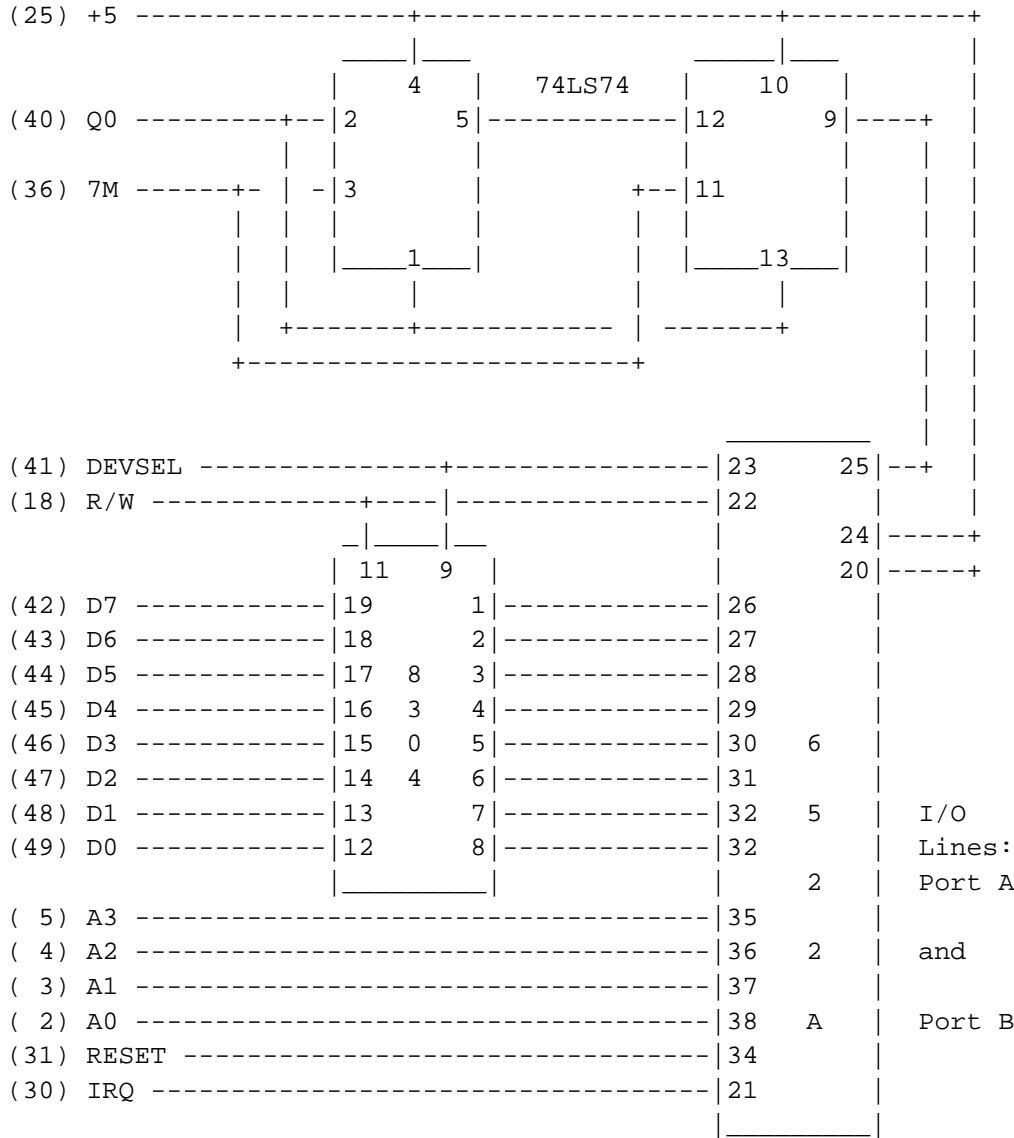 (25) +5
4 74LS74 10
(40) Q0 2 5 12 9
(36) 7M 3 11
1 13
(41) DEVSEL 23 25
(18) R/W 22
24
11 9 20
(42) D7 19 1 26
(43) D6 18 2 27
(44) D5 17 8 3 28
(45) D4 16 3 4 29
(46) D3 15 0 5 30 6
(47) D2 14 4 6 31
(48) D1 13 7 32 5 I/O
(49) D0 12 8 32 Lines:
2 Port A
( 5) A3 35
( 4) A2 36 2 and
( 3) A1 37
( 2) A0 38 A Port B
(31) RESET 34
(30) IRQ 21